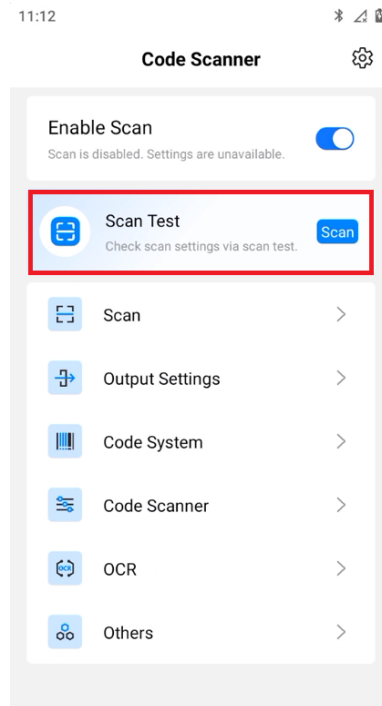 11:12
Code Scanner
Enable Scan
Scan is disabled. Settings are unavailable.
Scan Test
Check scan settings via scan test.
Scan
Scan
Output Settings
Code System
Code Scanner
OCR
OCR
Others